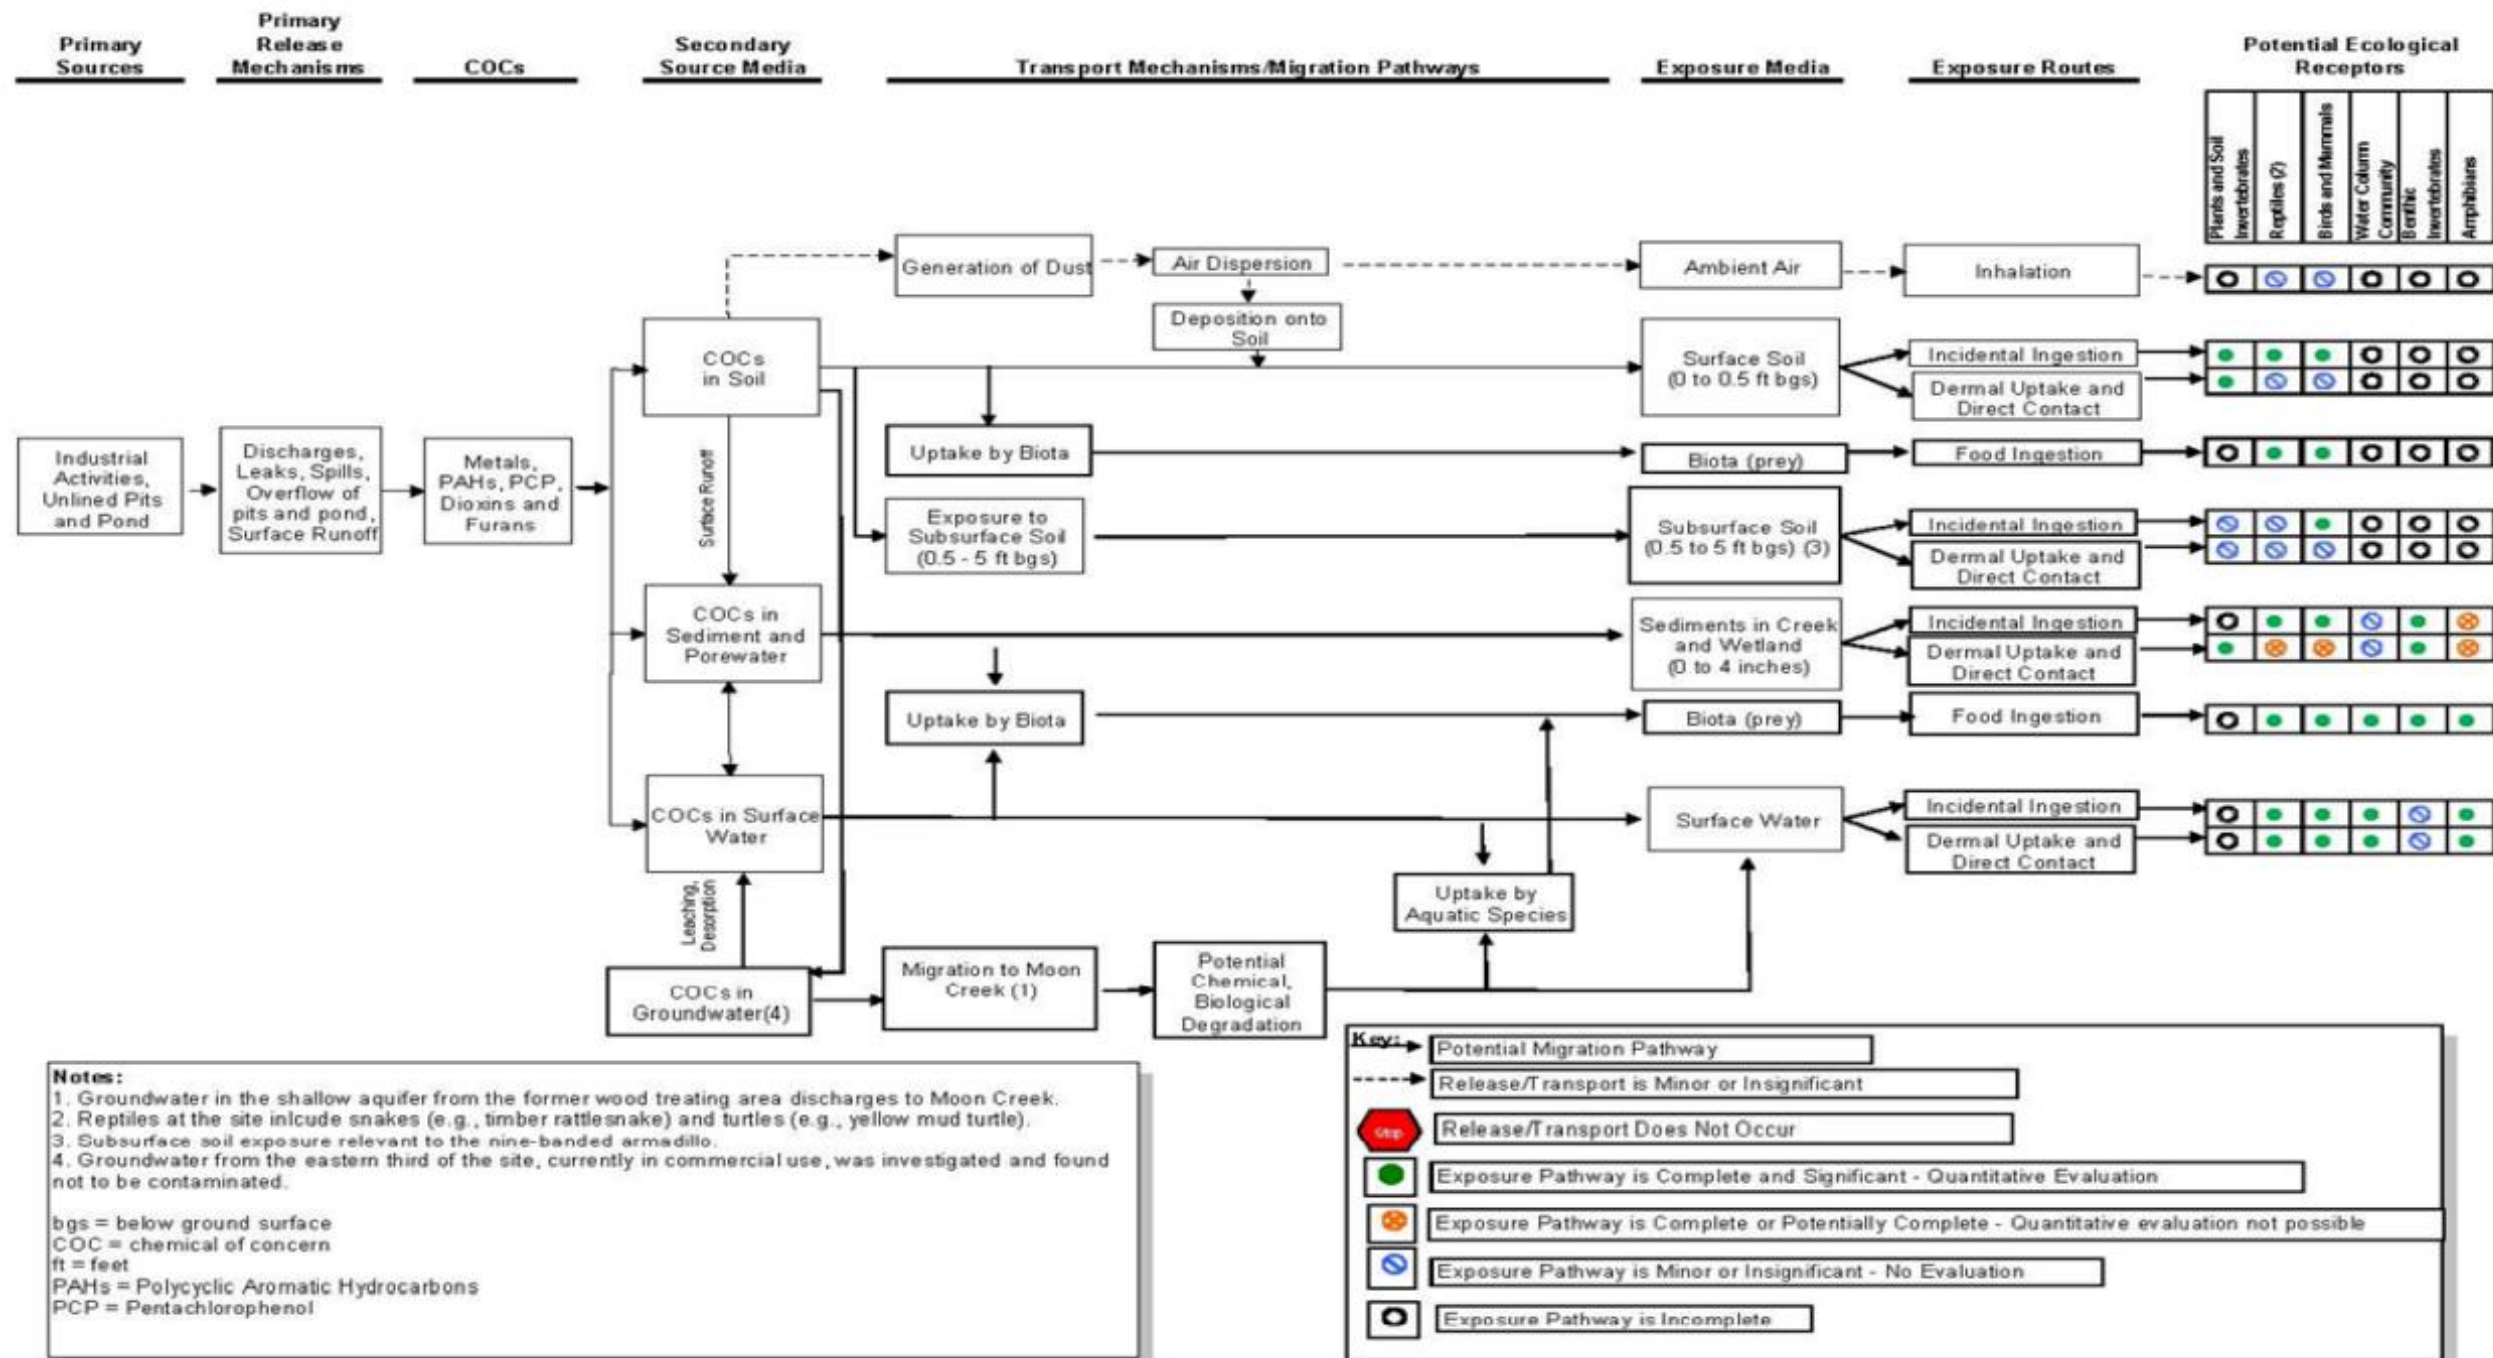 Primary
Sources
Primary
Release
Mechanisms
COCs
Secondary
Source Media
Transport Mechanisms/Migration Pathways
Exposure Media
Exposure Routes
Potential Ecological
Receptors
Plants and Soil
Invertebrates
Reptiles (2)
Birds and Mammals
Water Column
Community
Benthic
Invertebrates
Amphibians
Generation of Dust
Air Dispersion
Ambient Air
Inhalation
Deposition onto
Soil
COCs
in Soil
Surface Soil
(0 to 0.5 ft bgs)
Incidental Ingestion
Dermal Uptake and
Direct Contact
Industrial
Activities,
Unlined Pits
and Pond
Discharges,
Leaks, Spills,
Overflow of
pits and pond,
Surface Runoff
Metals,
PAHs, PCP,
Dioxins and
Furans
Surface Runoff
Uptake by Biota
Biota (prey)
Food Ingestion
Exposure to
Subsurface Soil
(0.5 - 5 ft bgs)
Subsurface Soil
(0.5 to 5 ft bgs) (3)
Incidental Ingestion
Dermal Uptake and
Direct Contact
COCs in
Sediment and
Porewater
Sediments in Creek
and Wetland
(0 to 4 inches)
Incidental Ingestion
Dermal Uptake and
Direct Contact
Uptake by Biota
Biota (prey)
Food Ingestion
COCs in Surface
Water
Surface Water
Incidental Ingestion
Dermal Uptake and
Direct Contact
Leaching,
Desorption
Uptake by
Aquatic Species
COCs in
Groundwater(4)
Migration to Moon
Creek (1)
Potential
Chemical,
Biological
Degradation
Notes:
1. Groundwater in the shallow aquifer from the former wood treating area discharges to Moon Creek.
2. Reptiles at the site inlcude snakes (e.g., timber rattlesnake) and turtles (e.g., yellow mud turtle).
3. Subsurface soil exposure relevant to the nine-banded armadillo.
4. Groundwater from the eastern third of the site, currently in commercial use, was investigated and found
not to be contaminated.
bgs = below ground surface
COC = chemical of concern
ft = feet
PAHs = Polycyclic Aromatic Hydrocarbons
PCP = Pentachlorophenol
Key:
Potential Migration Pathway
Release/Transport is Minor or Insignificant
Stop
Release/Transport Does Not Occur
Exposure Pathway is Complete and Significant - Quantitative Evaluation
Exposure Pathway is Complete or Potentially Complete - Quantitative evaluation not possible
Exposure Pathway is Minor or Insignificant - No Evaluation
Exposure Pathway is Incomplete